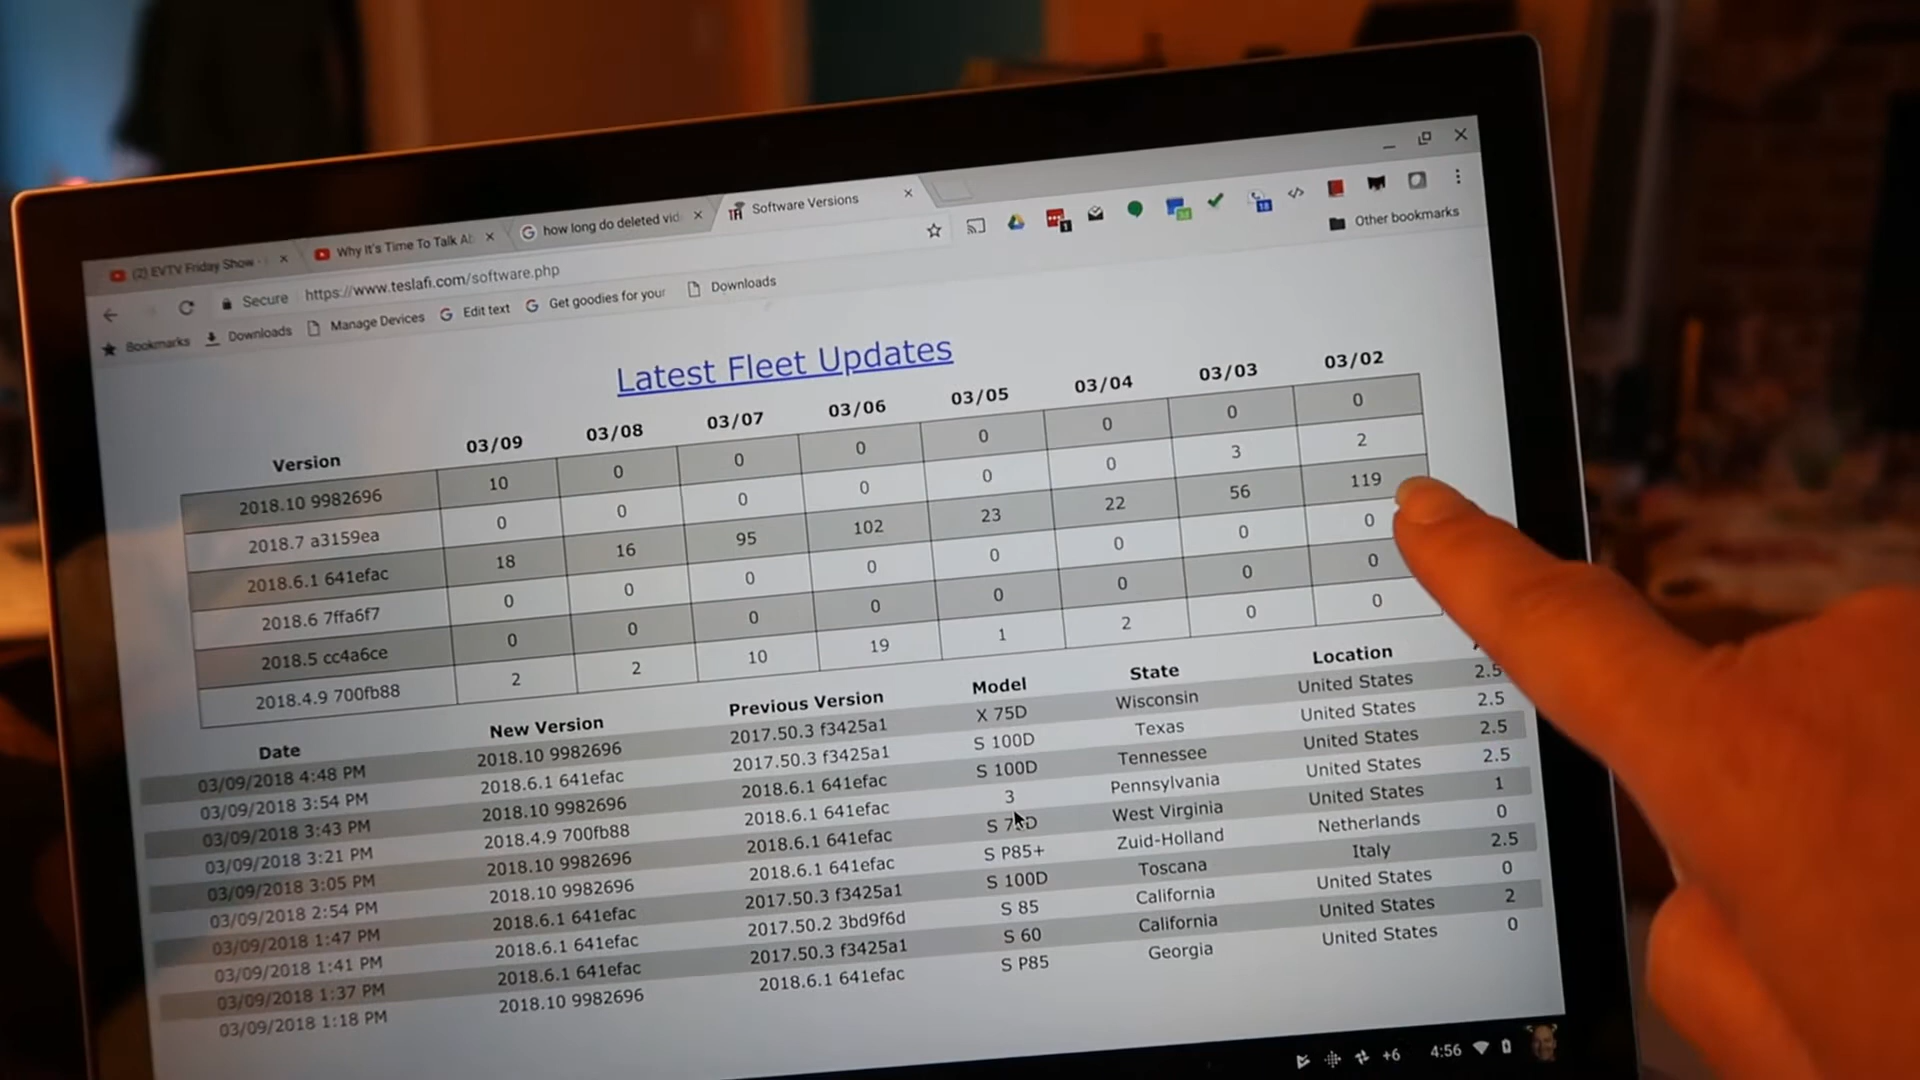 (2) EVTV Friday Show - Why It's Time To Talk Ab how long do deleted vid Software Versions
Secure https://www.teslafi.com/software.php
Bookmarks Downloads Manage Devices Edit text Get goodies for your Downloads Other bookmarks
Latest Fleet Updates
Version 03/09 03/08 03/07 03/06 03/05 03/04 03/03 03/02
2018.10 9982696 10 0 0 0 0 0 0 0
2018.7 a3159ea 0 0 0 0 0 0 3 2
2018.6.1 641efac 18 16 95 102 23 22 56 119
2018.6 7ffa6f7 0 0 0 0 0 0 0 0
2018.5 cc4a6ce 0 0 0 0 0 0 0 0
2018.4.9 700fb88 2 2 10 19 1 2 0 0
Date New Version Previous Version Model State Location
03/09/2018 4:48 PM 2018.10 9982696 2017.50.3 f3425a1 X 75D Wisconsin United States 2.5
03/09/2018 3:54 PM 2018.6.1 641efac 2017.50.3 f3425a1 S 100D Texas United States 2.5
03/09/2018 3:43 PM 2018.10 9982696 2018.6.1 641efac S 100D Tennessee United States 2.5
03/09/2018 3:21 PM 2018.4.9 700fb88 2018.6.1 641efac 3 Pennsylvania United States 2.5
03/09/2018 3:05 PM 2018.10 9982696 2018.6.1 641efac S 75D West Virginia United States 1
03/09/2018 2:54 PM 2018.10 9982696 2018.6.1 641efac S P85+ Zuid-Holland Netherlands 0
03/09/2018 1:47 PM 2018.6.1 641efac 2017.50.3 f3425a1 S 100D Toscana Italy 2.5
03/09/2018 1:41 PM 2018.6.1 641efac 2017.50.2 3bd9f6d S 85 California United States 0
03/09/2018 1:37 PM 2018.6.1 641efac 2017.50.3 f3425a1 S 60 California United States 2
03/09/2018 1:18 PM 2018.10 9982696 2018.6.1 641efac S P85 Georgia United States 0
+6 4:56